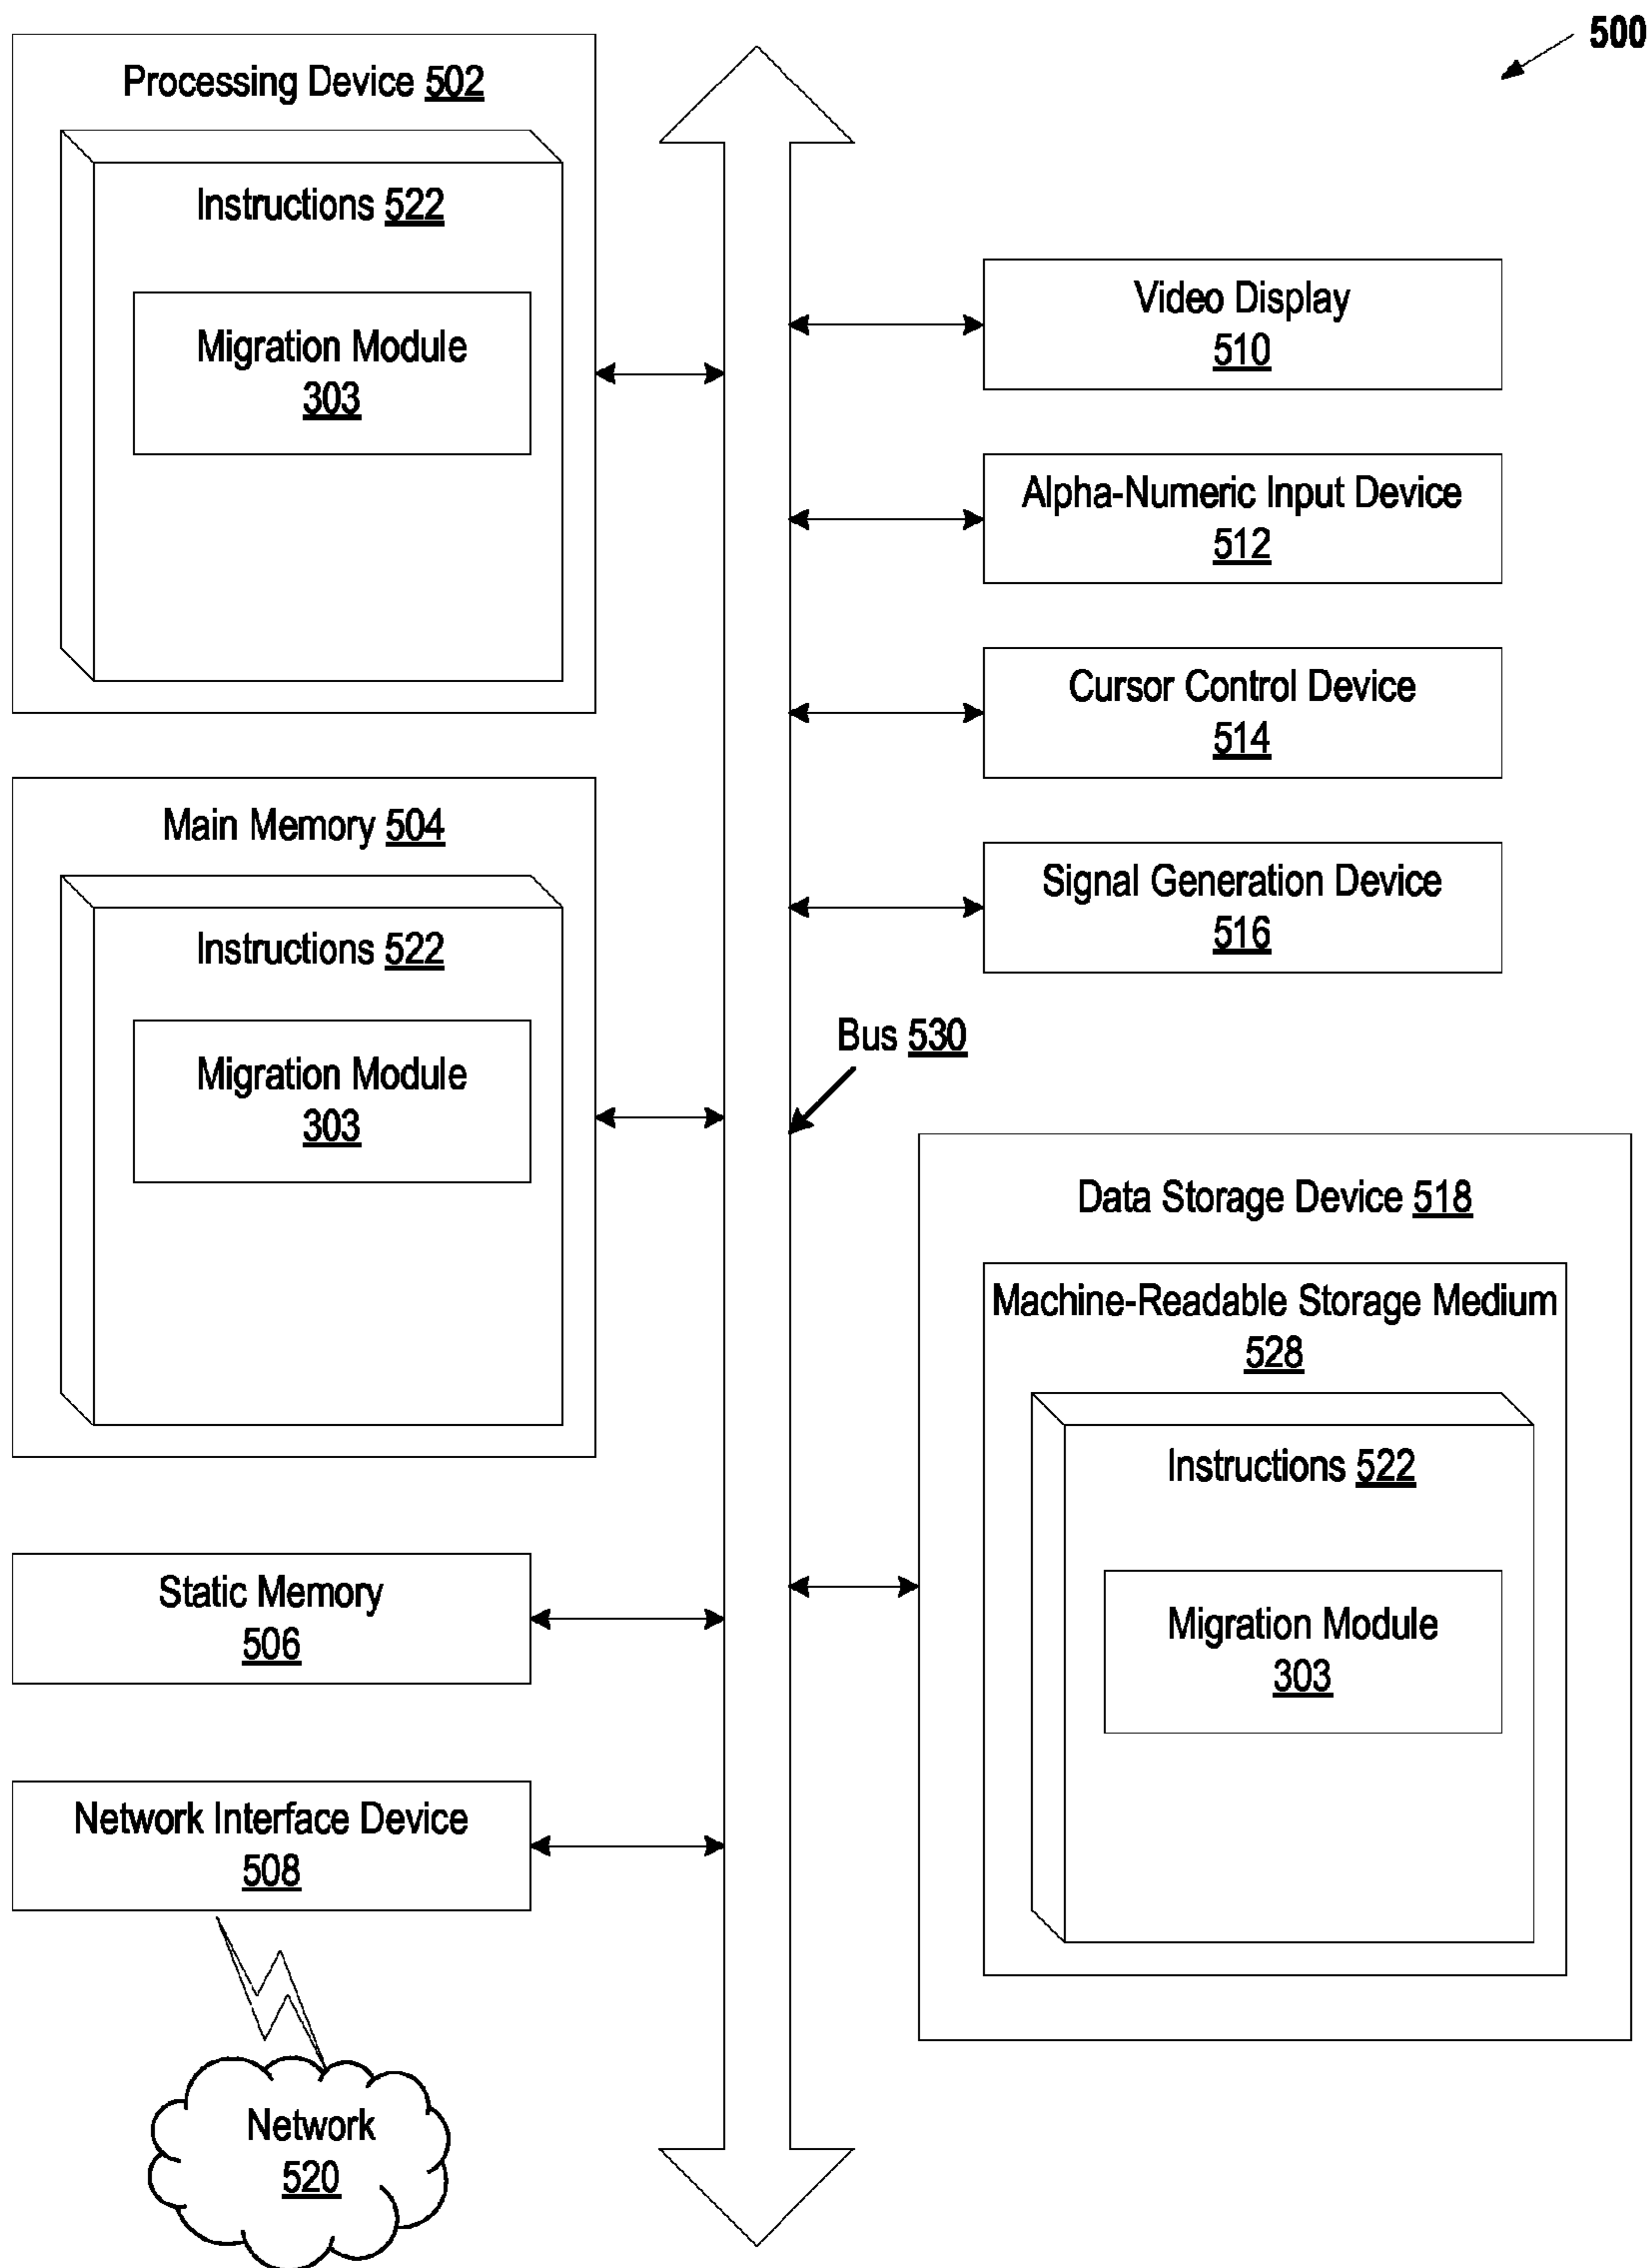 500
Processing Device 502
Instructions 522
Migration Module
303
Main Memory 504
Instructions 522
Migration Module
303
Static Memory
506
Network Interface Device
508
Network
520
Video Display
510
Alpha-Numeric Input Device
512
Cursor Control Device
514
Signal Generation Device
516
Bus 530
Data Storage Device 518
Machine-Readable Storage Medium
528
Instructions 522
Migration Module
303